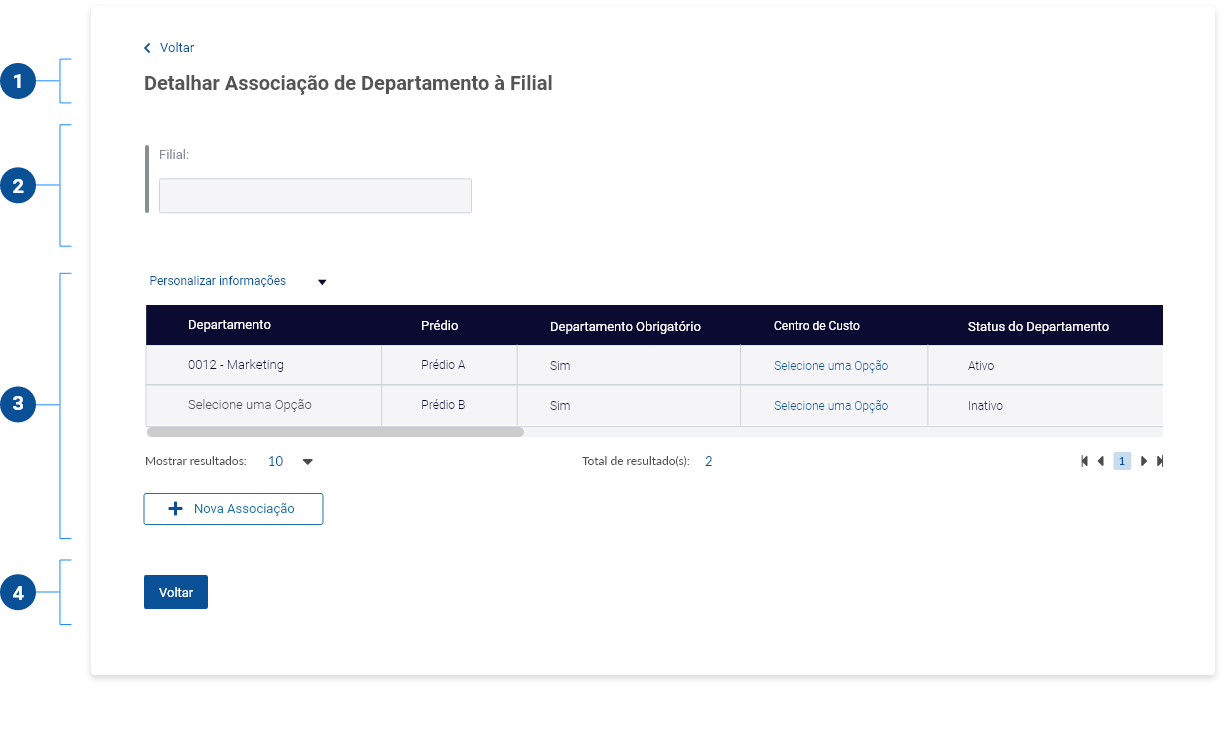 Voltar
1
Detalhar Associação de Departamento à Filial
2
Filial:
3
Personalizar informações
Departamento Prédio Departamento Obrigatório Centro de Custo Status do Departamento
0012 - Marketing Prédio A Sim Selecione uma Opção Ativo
Selecione uma Opção Prédio B Sim Selecione uma Opção Inativo
Mostrar resultados: 10 Total de resultado(s): 2 1
Nova Associação
4
Voltar